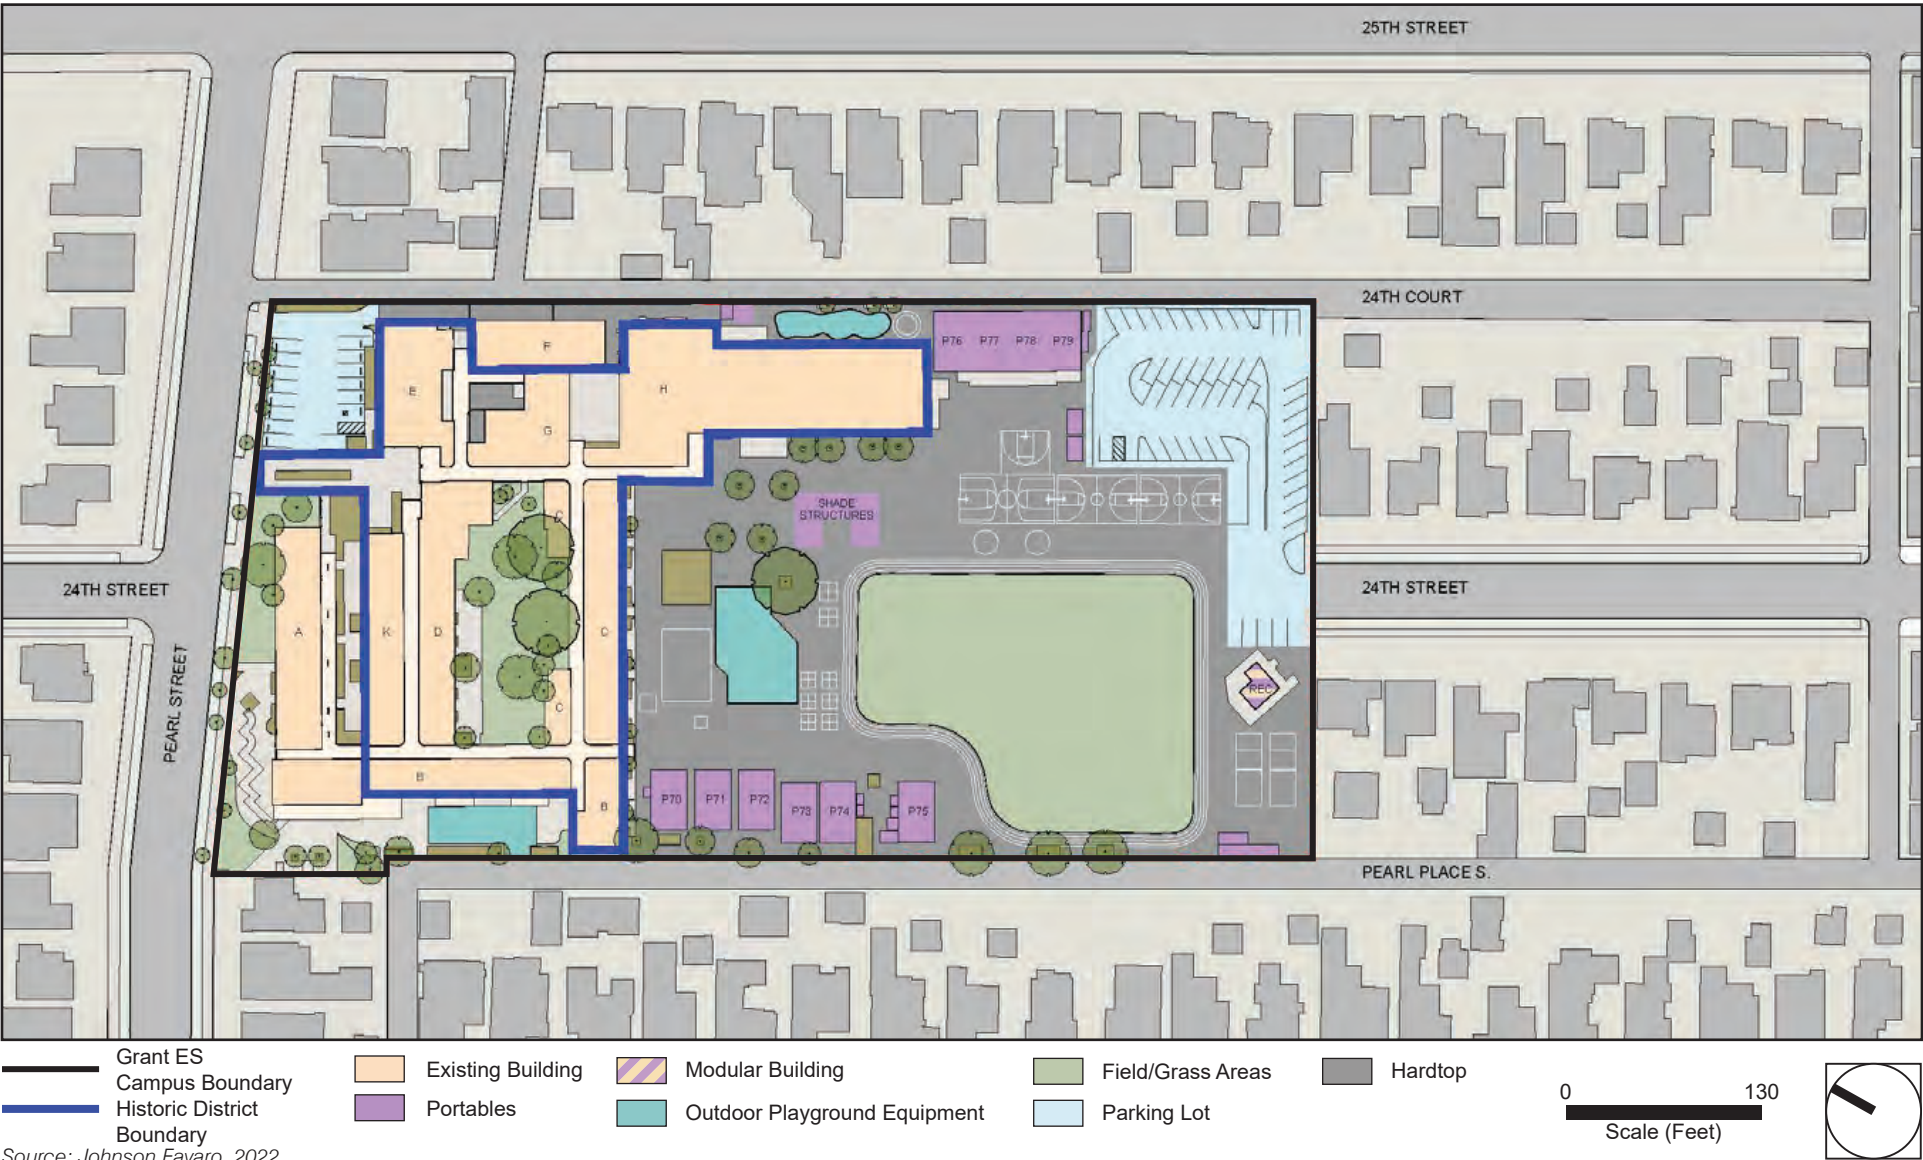 25TH STREET
24TH COURT
P76 P77 P78 P79
F
E
H
G
SHADE
STRUCTURES
C
24TH STREET
24TH STREET
A
K
D
C
PEARL STREET
REC
C
B
B
P70
P71
P72
P73
P74
P75
PEARL PLACE S.
Grant ES
Campus Boundary
Historic District
Boundary
Existing Building
Portables
Modular Building
Outdoor Playground Equipment
Field/Grass Areas
Parking Lot
Hardtop
0 130
Scale (Feet)
Source: Johnson Favaro, 2022